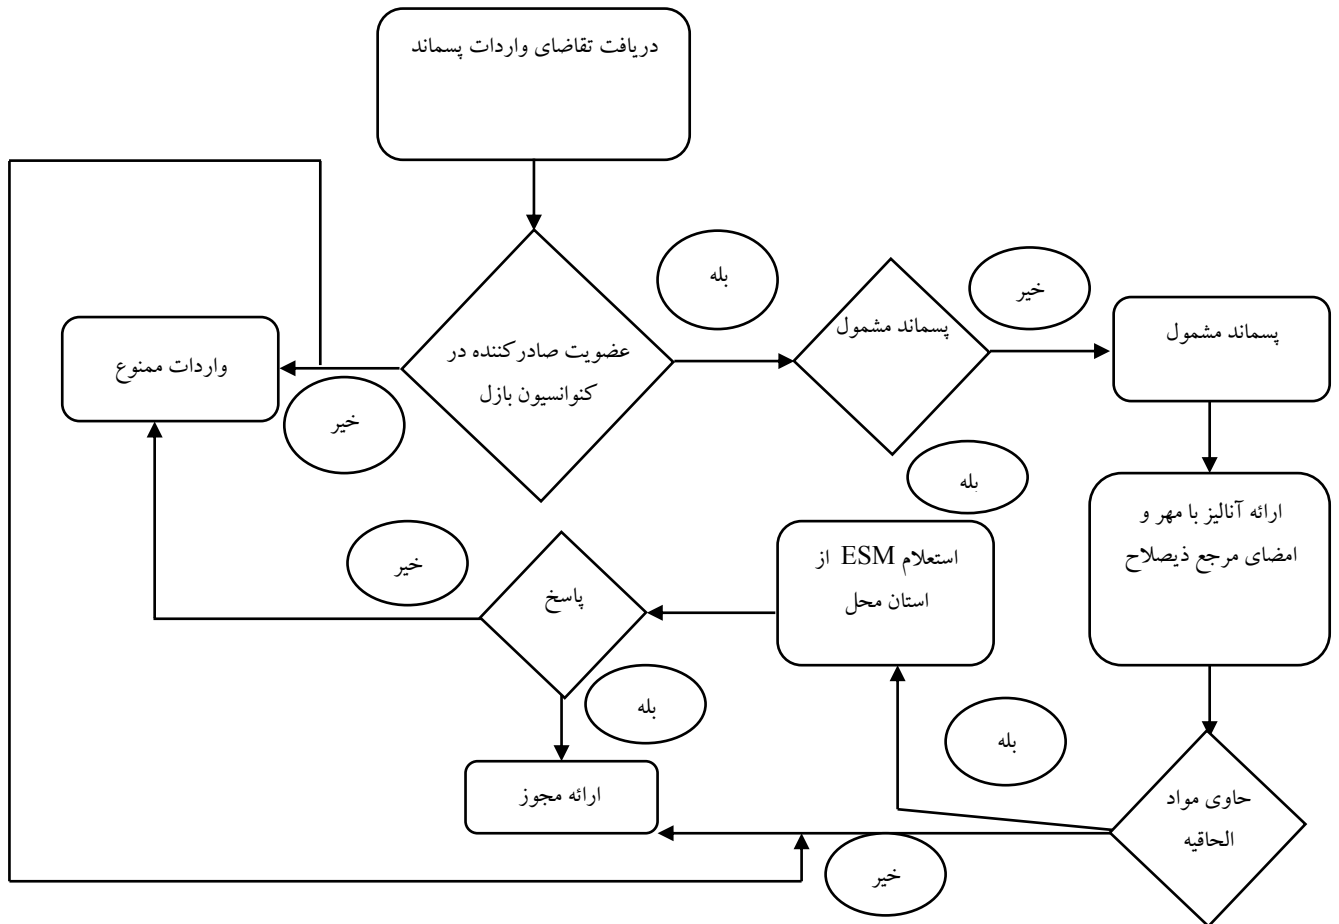 دریافت تقاضای واردات پسماند
بله
خیر
پسماند مشمول
پسماند مشمول
عضویت صادرکننده در
کنوانسیون بازل
واردات ممنوع
خیر
بله
ارائه آنالیز با مهر و
امضای مرجع ذیصلاح
استعلام ESM از
استان محل
خیر
پاسخ
بله
بله
ارائه مجوز
حاوی مواد
الحاقیه
خیر